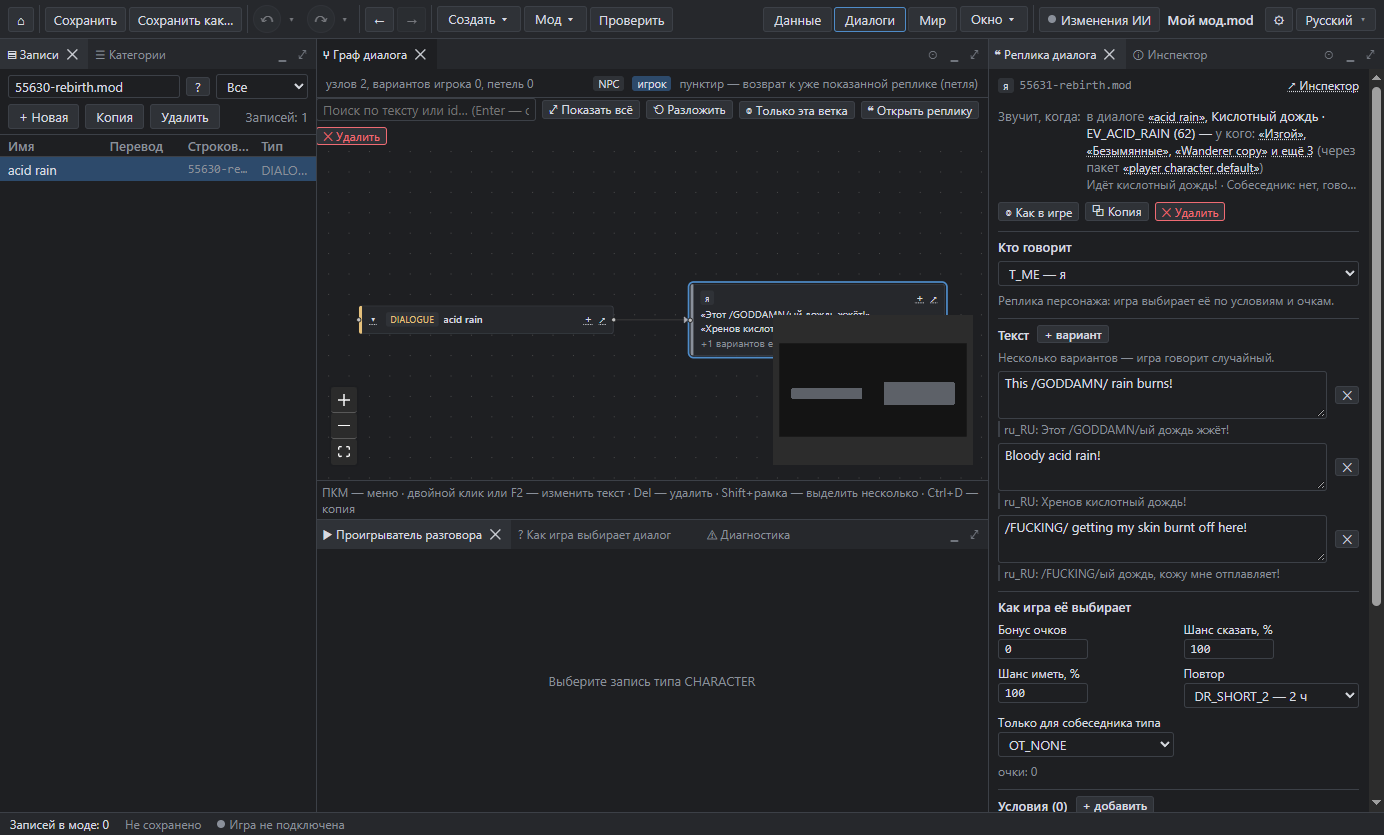 Сохранить Сохранить как... Создать Мод Проверить Данные Диалоги Мир Окно Изменения ИИ Мой мод.mod Русский
Записи Категории
55630-rebirth.mod ? Все
+ Новая Копия Удалить Записей: 1
Имя Перевод Строков... Тип
acid rain 55630-re... DIALO...
Граф диалога
узлов 2, вариантов игрока 0, петель 0 NPC игрок пунктир — возврат к уже показанной реплике (петля)
Поиск по тексту или id... (Enter — с Показать всё Разложить Только эта ветка Открыть реплику
Удалить
DIALOGUE acid rain
я
«Этот /GODDAMN/ый дождь жжёт!»
«Хренов кислот
+1 вариантов е
ПКМ — меню · двойной клик или F2 — изменить текст · Del — удалить · Shift+рамка — выделить несколько · Ctrl+D —
копия
Проигрыватель разговора ? Как игра выбирает диалог Диагностика
Выберите запись типа CHARACTER
Реплика диалога Инспектор
я 55631-rebirth.mod Инспектор
Звучит, когда: в диалоге «acid rain», Кислотный дождь ·
EV_ACID_RAIN (62) — у кого: «Изгой»,
«Безымянные», «Wanderer copy» и ещё 3 (через
пакет «player character default»)
Идёт кислотный дождь! · Собеседник: нет, гово...
Как в игре Копия Удалить
Кто говорит
T_ME — я
Реплика персонажа: игра выбирает её по условиям и очкам.
Текст + вариант
Несколько вариантов — игра говорит случайный.
This /GODDAMN/ rain burns!
ru_RU: Этот /GODDAMN/ый дождь жжёт!
Bloody acid rain!
ru_RU: Хренов кислотный дождь!
/FUCKING/ getting my skin burnt off here!
ru_RU: /FUCKING/ый дождь, кожу мне отплавляет!
Как игра её выбирает
Бонус очков Шанс сказать, %
0 100
Шанс иметь, % Повтор
100 DR_SHORT_2 — 2 ч
Только для собеседника типа
OT_NONE
очки: 0
Условия (0) + добавить
Записей в моде: 0 Не сохранено Игра не подключена